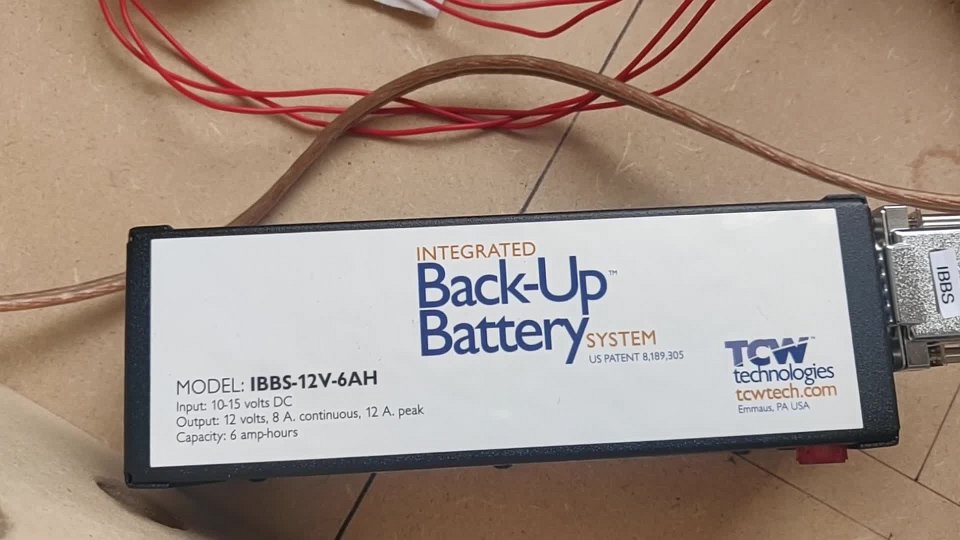 INTEGRATED
Back-Up™
Battery SYSTEM
US PATENT 8,189,305
MODEL: IBBS-12V-6AH
Input: 10-15 volts DC
Output: 12 volts, 8 A. continuous, 12 A. peak
Capacity: 6 amp-hours
TCW™
technologies
tcwtech.com
Emmaus, PA USA
IBBS